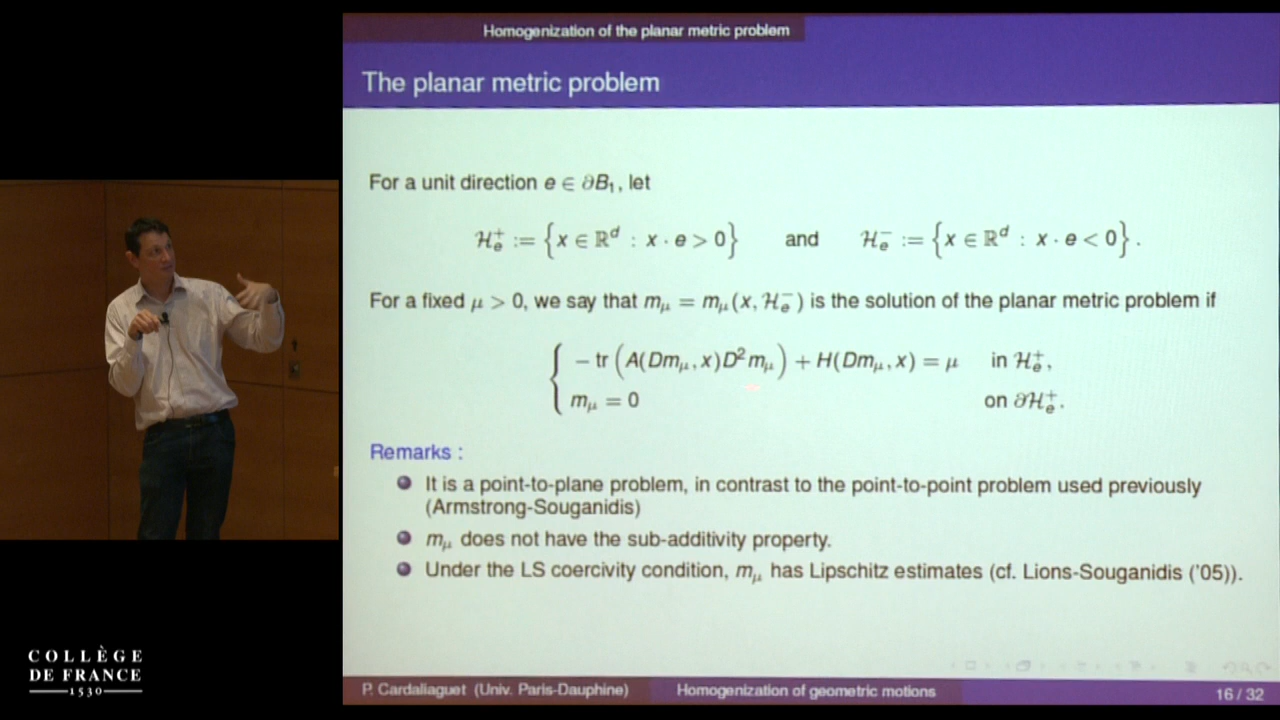 Homogenization of the planar metric problem
The planar metric problem
For a unit direction e ∈ ∂B₁, let
ℋₑ⁺ := {x ∈ ℝᵈ : x · e > 0} and ℋₑ⁻ := {x ∈ ℝᵈ : x · e < 0} .
For a fixed μ > 0, we say that m_μ = m_μ(x, ℋₑ⁻) is the solution of the planar metric problem if
− tr (A(Dm_μ, x)D²m_μ) + H(Dm_μ, x) = μ in ℋₑ⁺,
m_μ = 0 on ∂ℋₑ⁺.
Remarks :
It is a point-to-plane problem, in contrast to the point-to-point problem used previously
(Armstrong-Souganidis)
m_μ does not have the sub-additivity property.
Under the LS coercivity condition, m_μ has Lipschitz estimates (cf. Lions-Souganidis ('05)).
COLLÈGE
DE FRANCE
1530
P. Cardaliaguet (Univ. Paris-Dauphine) Homogenization of geometric motions 16 / 32